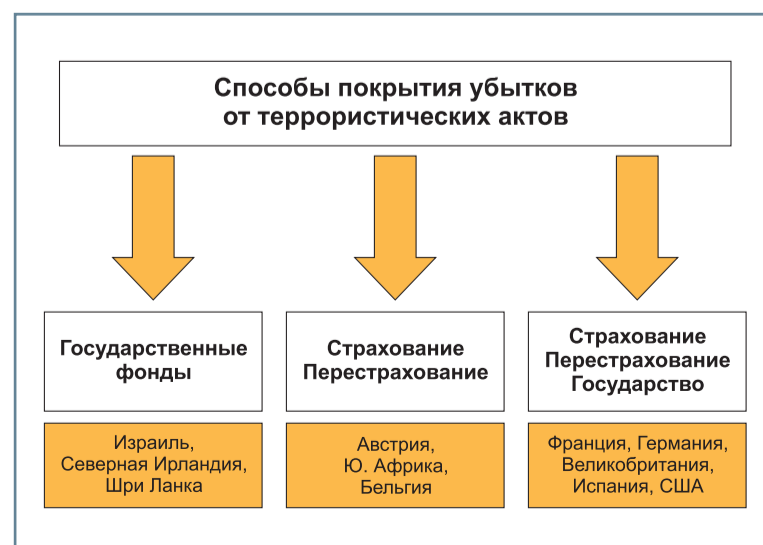 Способы покрытия убытков
от террористических актов
Государственные
фонды
Страхование
Перестрахование
Страхование
Перестрахование
Государство
Израиль,
Северная Ирландия,
Шри Ланка
Австрия,
Ю. Африка,
Бельгия
Франция, Германия,
Великобритания,
Испания, США